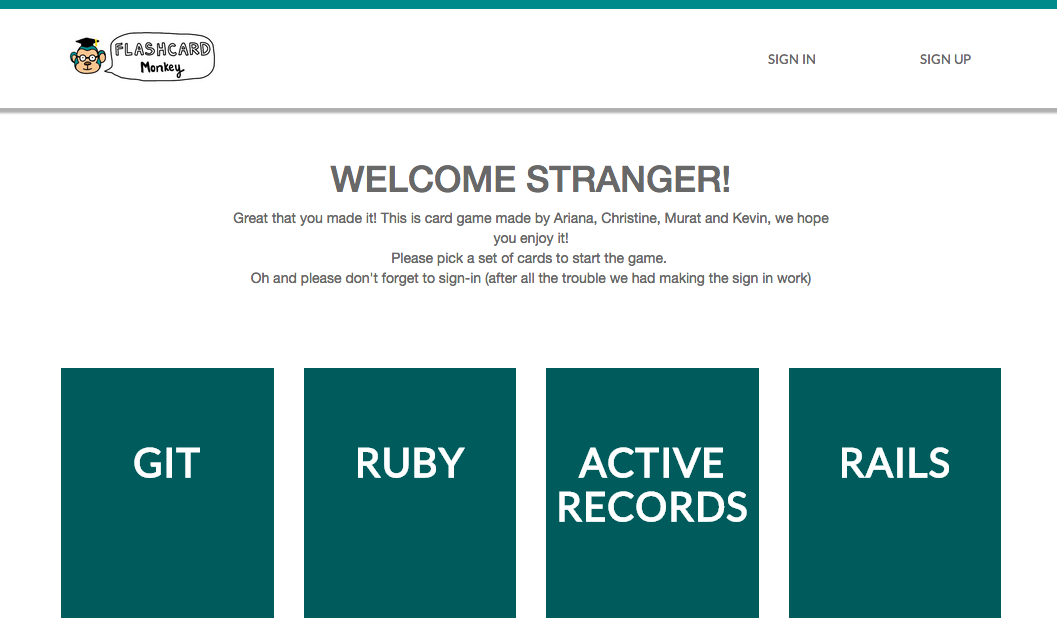 FLASHCARD
Monkey
SIGN IN
SIGN UP
WELCOME STRANGER!
Great that you made it! This is card game made by Ariana, Christine, Murat and Kevin, we hope
you enjoy it!
Please pick a set of cards to start the game.
Oh and please don't forget to sign-in (after all the trouble we had making the sign in work)
GIT
RUBY
ACTIVE
RECORDS
RAILS